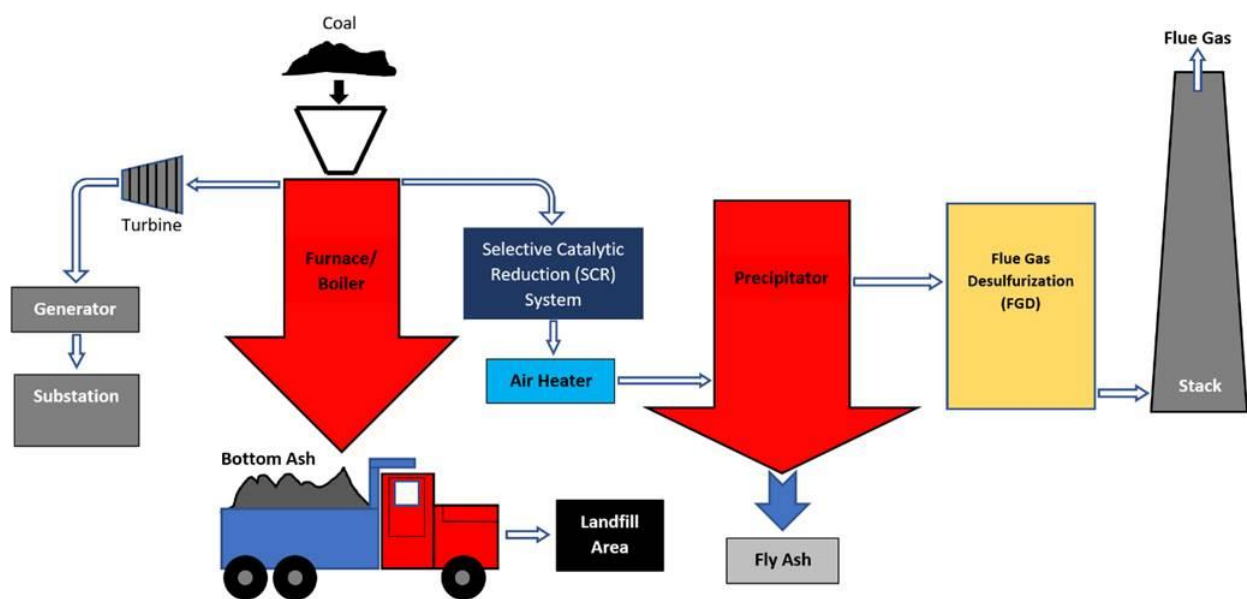 Coal
Flue Gas
Turbine
Furnace/
Boiler
Selective Catalytic
Reduction (SCR)
System
Precipitator
Flue Gas
Desulfurization
(FGD)
Generator
Substation
Air Heater
Stack
Bottom Ash
Landfill
Area
Fly Ash